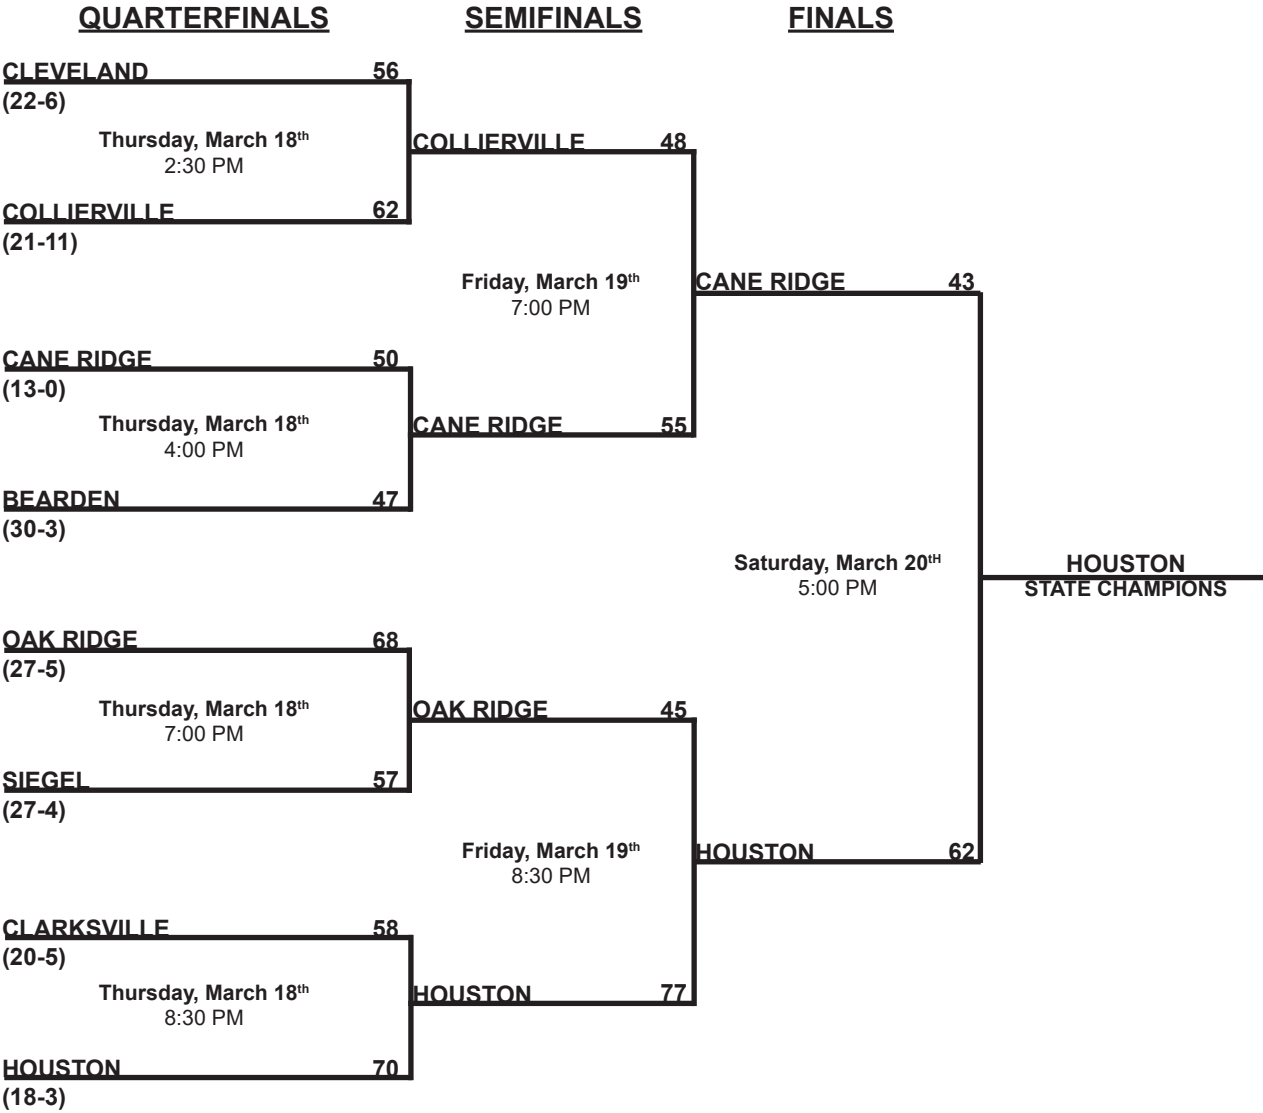 QUARTERFINALS SEMIFINALS FINALS
CLEVELAND 56
(22-6)
Thursday, March 18th
2:30 PM
COLLIERVILLE 62
(21-11)
CANE RIDGE 50
(13-0)
Thursday, March 18th
4:00 PM
BEARDEN 47
(30-3)
OAK RIDGE 68
(27-5)
Thursday, March 18th
7:00 PM
SIEGEL 57
(27-4)
CLARKSVILLE 58
(20-5)
Thursday, March 18th
8:30 PM
HOUSTON 70
(18-3)
COLLIERVILLE 48
Friday, March 19th
7:00 PM
CANE RIDGE 55
OAK RIDGE 45
Friday, March 19th
8:30 PM
HOUSTON 77
CANE RIDGE 43
Saturday, March 20tH
5:00 PM
HOUSTON 62
HOUSTON
STATE CHAMPIONS